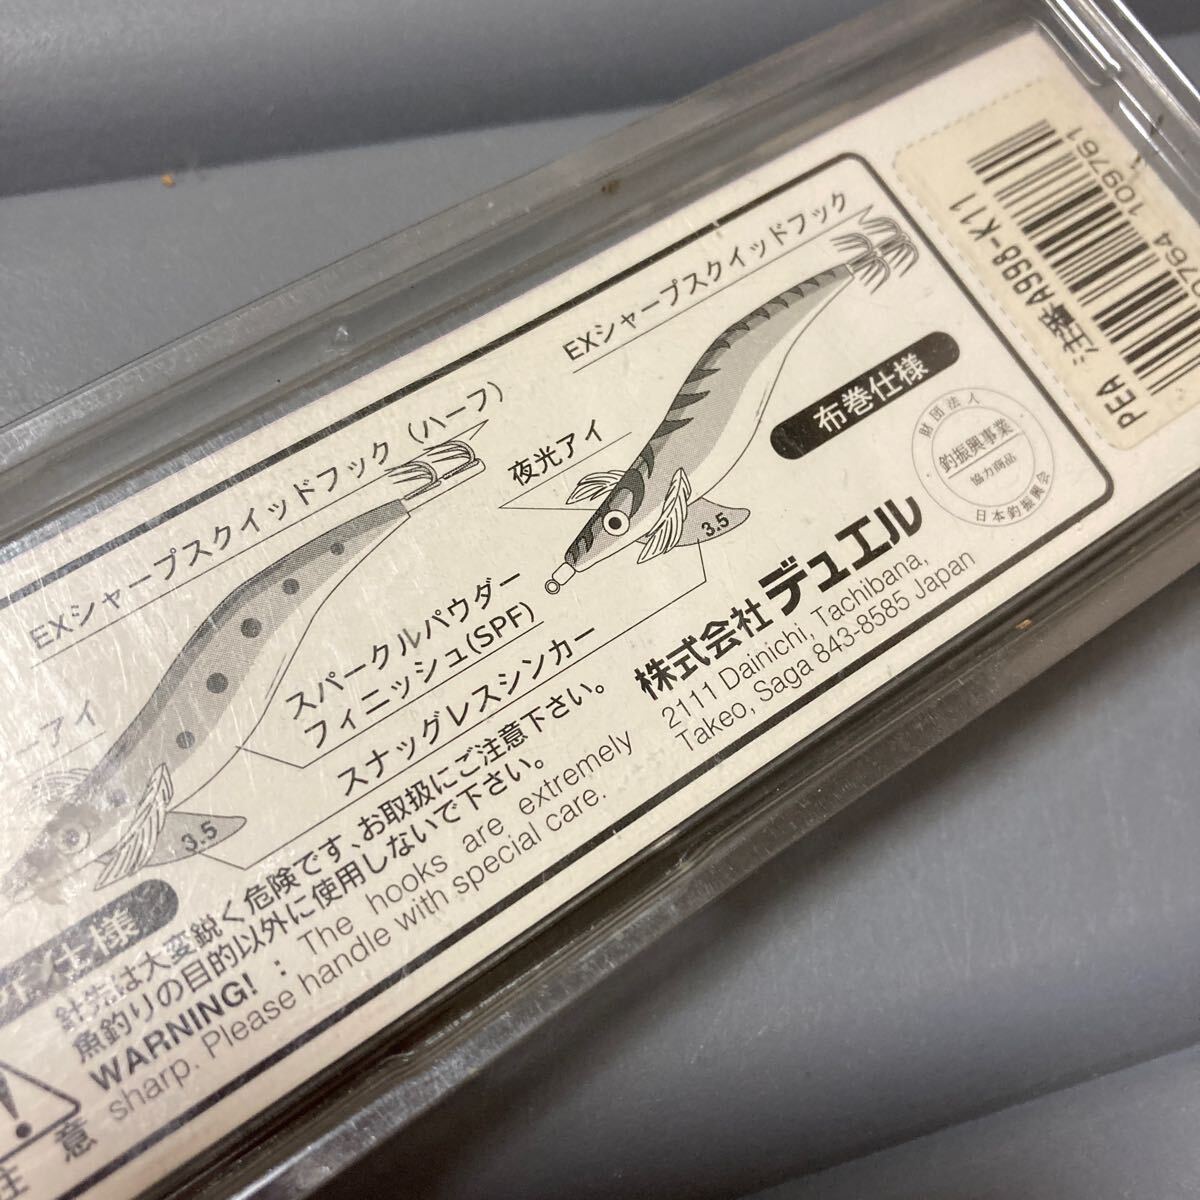 PEA 注番 A998-K11
109761
EXシャープスクイッドフック
布巻仕様
夜光アイ
3.5
財団法人
釣振興事業
協力商品
日本釣振興会
EXシャープスクイッドフック (ハーフ)
スパークルパウダー
フィニッシュ(SPF)
スナッグレスシンカー
3.5
株式会社デュエル
2111 Dainichi, Tachibana,
Takeo, Saga 843-8585 Japan
針先は大変鋭く危険です、お取扱にご注意下さい。
魚釣りの目的以外に使用しないで下さい。
WARNING! : The hooks are extremely
sharp. Please handle with special care.
注意